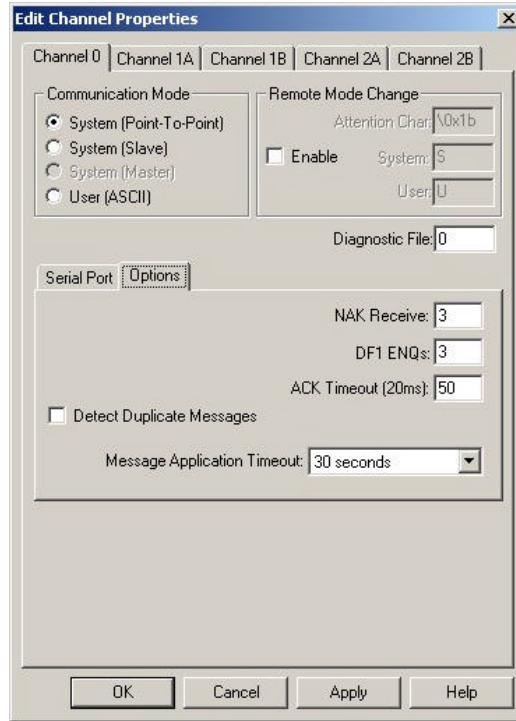 Edit Channel Properties
Channel 0 Channel 1A Channel 1B Channel 2A Channel 2B
Communication Mode
System (Point-To-Point)
System (Slave)
System (Master)
User (ASCII)
Remote Mode Change
Attention Char: \0x1b
Enable System: S
User: U
Diagnostic File: 0
Serial Port Options
NAK Receive: 3
DF1 ENQs: 3
ACK Timeout (20ms): 50
Detect Duplicate Messages
Message Application Timeout: 30 seconds
OK Cancel Apply Help